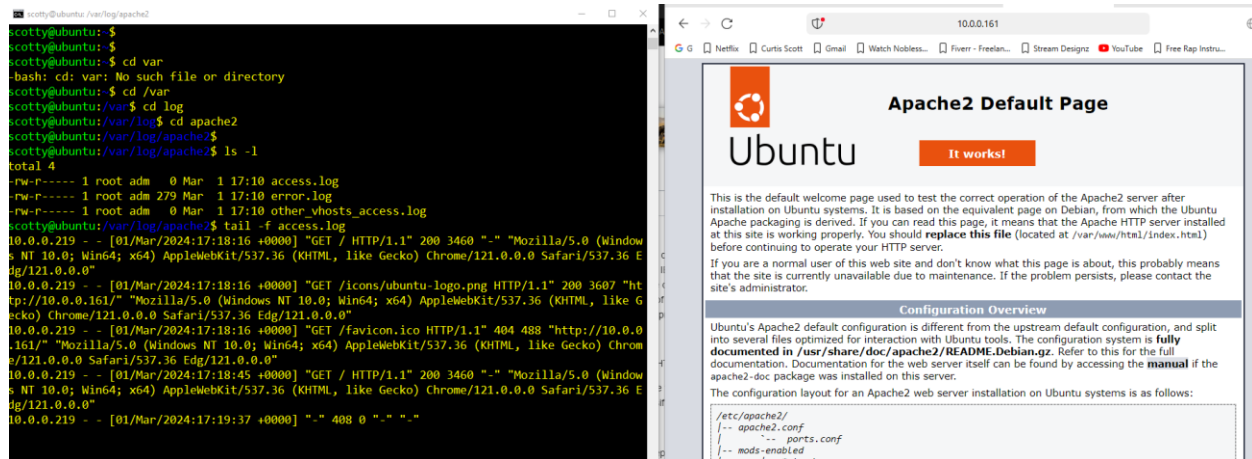 scotty@ubuntu: /var/log/apache2
scotty@ubuntu:~$
scotty@ubuntu:~$
scotty@ubuntu:~$ cd var
-bash: cd: var: No such file or directory
scotty@ubuntu:~$ cd /var
scotty@ubuntu:/var$ cd log
scotty@ubuntu:/var/log$ cd apache2
scotty@ubuntu:/var/log/apache2$
scotty@ubuntu:/var/log/apache2$ ls -l
total 4
-rw-r----- 1 root adm   0 Mar  1 17:10 access.log
-rw-r----- 1 root adm 279 Mar  1 17:10 error.log
-rw-r----- 1 root adm   0 Mar  1 17:10 other_vhosts_access.log
scotty@ubuntu:/var/log/apache2$ tail -f access.log
10.0.0.219 - - [01/Mar/2024:17:18:16 +0000] "GET / HTTP/1.1" 200 3460 "-" "Mozilla/5.0 (Window
s NT 10.0; Win64; x64) AppleWebKit/537.36 (KHTML, like Gecko) Chrome/121.0.0.0 Safari/537.36 E
dg/121.0.0.0"
10.0.0.219 - - [01/Mar/2024:17:18:16 +0000] "GET /icons/ubuntu-logo.png HTTP/1.1" 200 3607 "ht
tp://10.0.0.161/" "Mozilla/5.0 (Windows NT 10.0; Win64; x64) AppleWebKit/537.36 (KHTML, like G
ecko) Chrome/121.0.0.0 Safari/537.36 Edg/121.0.0.0"
10.0.0.219 - - [01/Mar/2024:17:18:16 +0000] "GET /favicon.ico HTTP/1.1" 404 488 "http://10.0.0
.161/" "Mozilla/5.0 (Windows NT 10.0; Win64; x64) AppleWebKit/537.36 (KHTML, like Gecko) Chrom
e/121.0.0.0 Safari/537.36 Edg/121.0.0.0"
10.0.0.219 - - [01/Mar/2024:17:18:45 +0000] "GET / HTTP/1.1" 200 3460 "-" "Mozilla/5.0 (Window
s NT 10.0; Win64; x64) AppleWebKit/537.36 (KHTML, like Gecko) Chrome/121.0.0.0 Safari/537.36 E
dg/121.0.0.0"
10.0.0.219 - - [01/Mar/2024:17:19:37 +0000] "-" 408 0 "-" "-"
10.0.0.161
G Netflix Curtis Scott Gmail Watch Nobless... Fiverr - Freelan... Stream Designz YouTube Free Rap Instru...
Ubuntu
Apache2 Default Page
It works!
This is the default welcome page used to test the correct operation of the Apache2 server after
installation on Ubuntu systems. It is based on the equivalent page on Debian, from which the Ubuntu
Apache packaging is derived. If you can read this page, it means that the Apache HTTP server installed
at this site is working properly. You should replace this file (located at /var/www/html/index.html)
before continuing to operate your HTTP server.
If you are a normal user of this web site and don't know what this page is about, this probably means
that the site is currently unavailable due to maintenance. If the problem persists, please contact the
site's administrator.
Configuration Overview
Ubuntu's Apache2 default configuration is different from the upstream default configuration, and split
into several files optimized for interaction with Ubuntu tools. The configuration system is fully
documented in /usr/share/doc/apache2/README.Debian.gz. Refer to this for the full
documentation. Documentation for the web server itself can be found by accessing the manual if the
apache2-doc package was installed on this server.
The configuration layout for an Apache2 web server installation on Ubuntu systems is as follows:
/etc/apache2/
|-- apache2.conf
|       `--  ports.conf
|-- mods-enabled